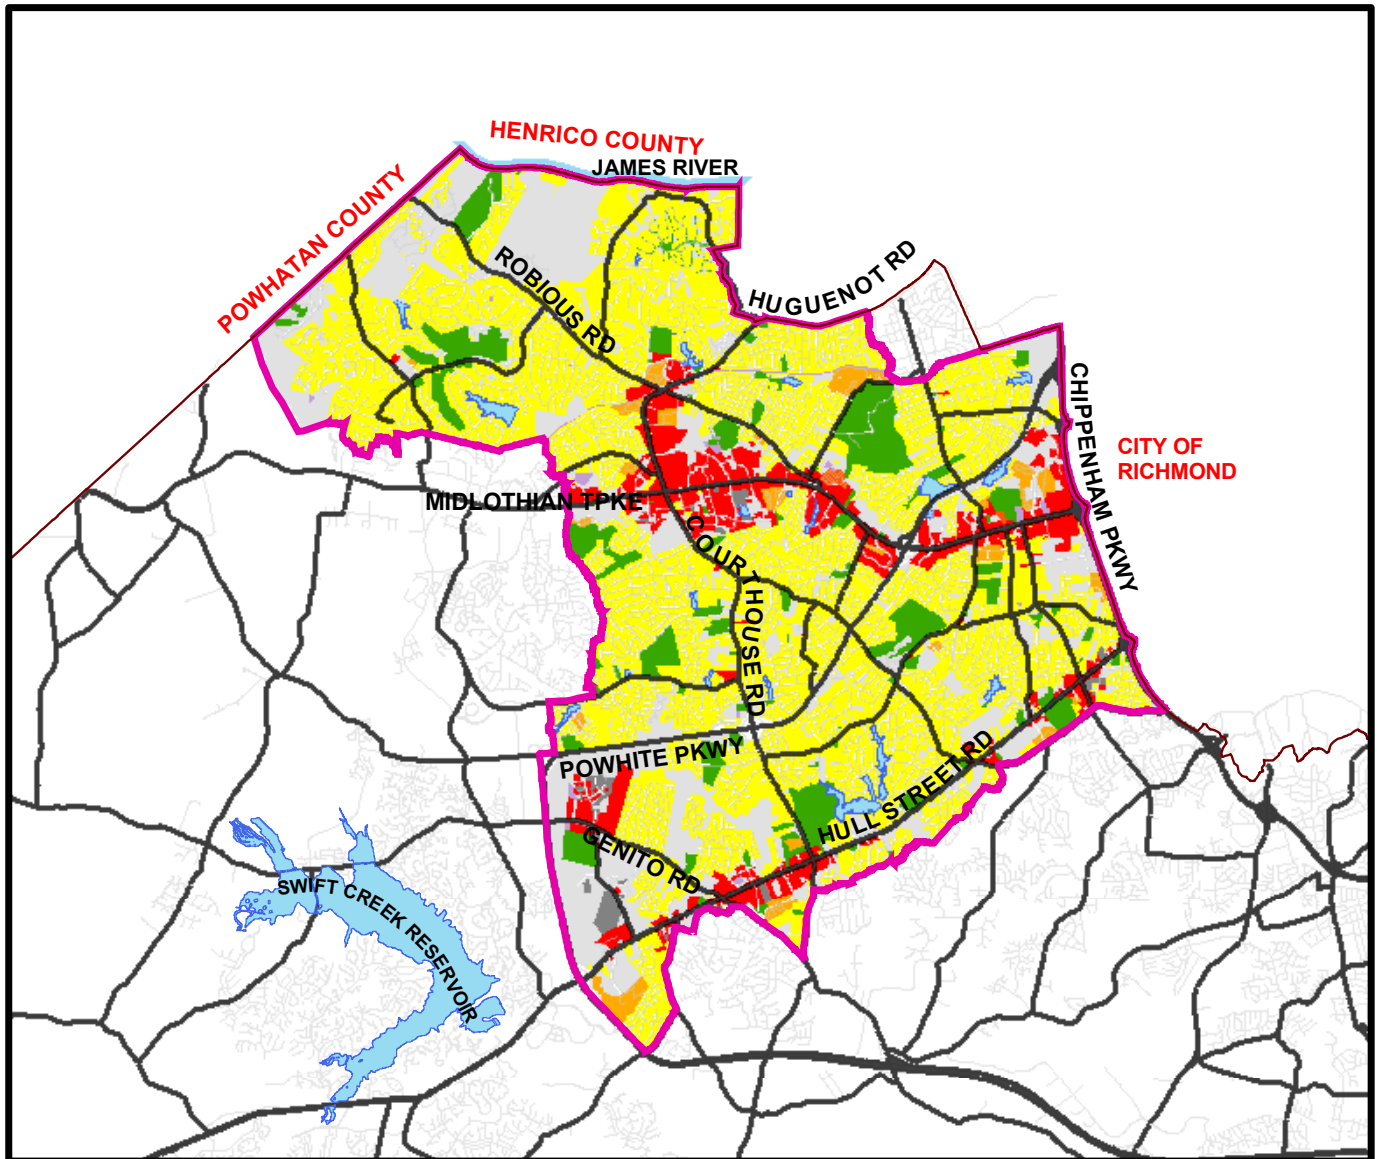 HENRICO COUNTY
JAMES RIVER
POWHATAN COUNTY
ROBIOUS RD
HUGUENOT RD
CHIPPENHAM PKWY
CITY OF
RICHMOND
MIDLOTHIAN TPKE
COURTHOUSE RD
POWHITE PKWY
HULL STREET RD
GENITO RD
SWIFT CREEK RESERVOIR